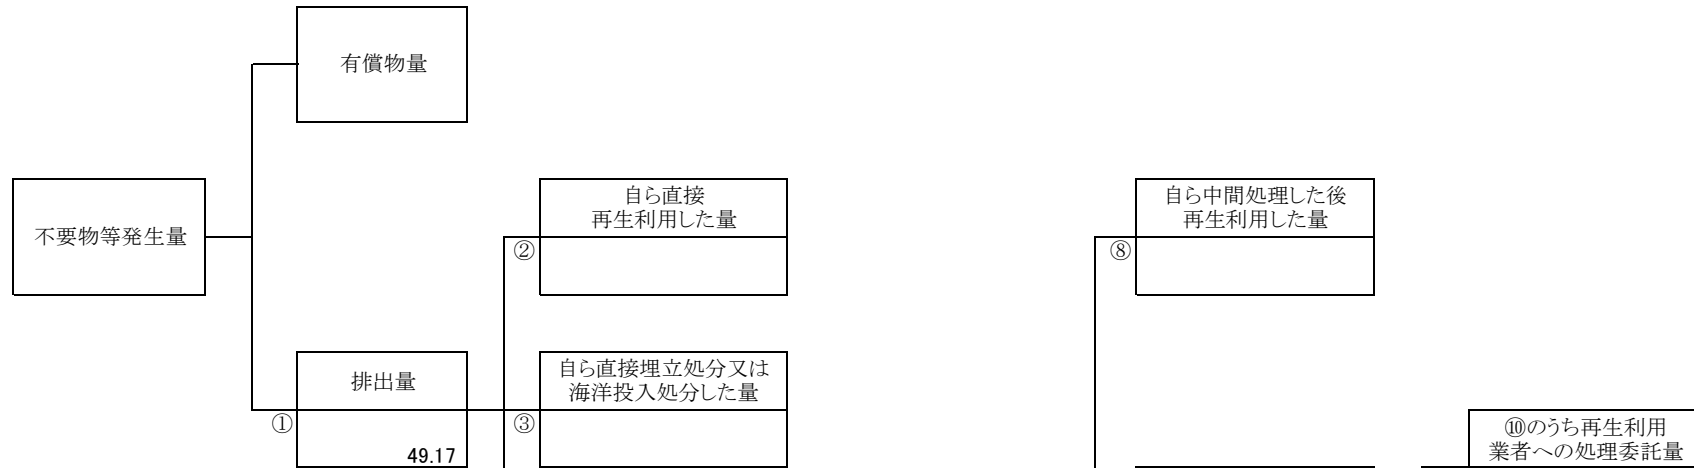 有償物量
不要物等発生量
自ら直接
再生利用した量
②
自ら中間処理した後
再生利用した量
⑧
排出量
①
49.17
自ら直接埋立処分又は
海洋投入処分した量
③
⑩のうち再生利用
業者への処理委託量